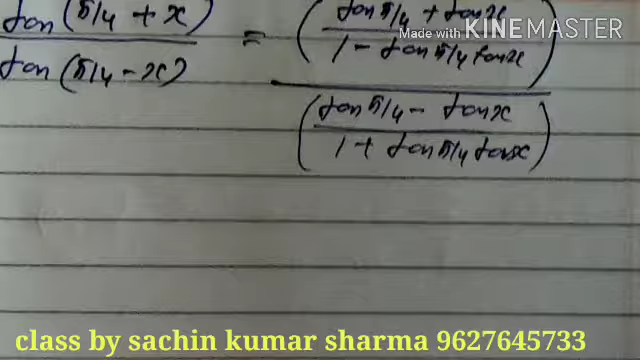 tan(π/4 + x) / tan(π/4 - x) = ((tan π/4 + tan x) / (1 - tan π/4 tan x)) / ((tan π/4 - tan x) / (1 + tan π/4 tan x))
Made with KINEMASTER
class by sachin kumar sharma 9627645733